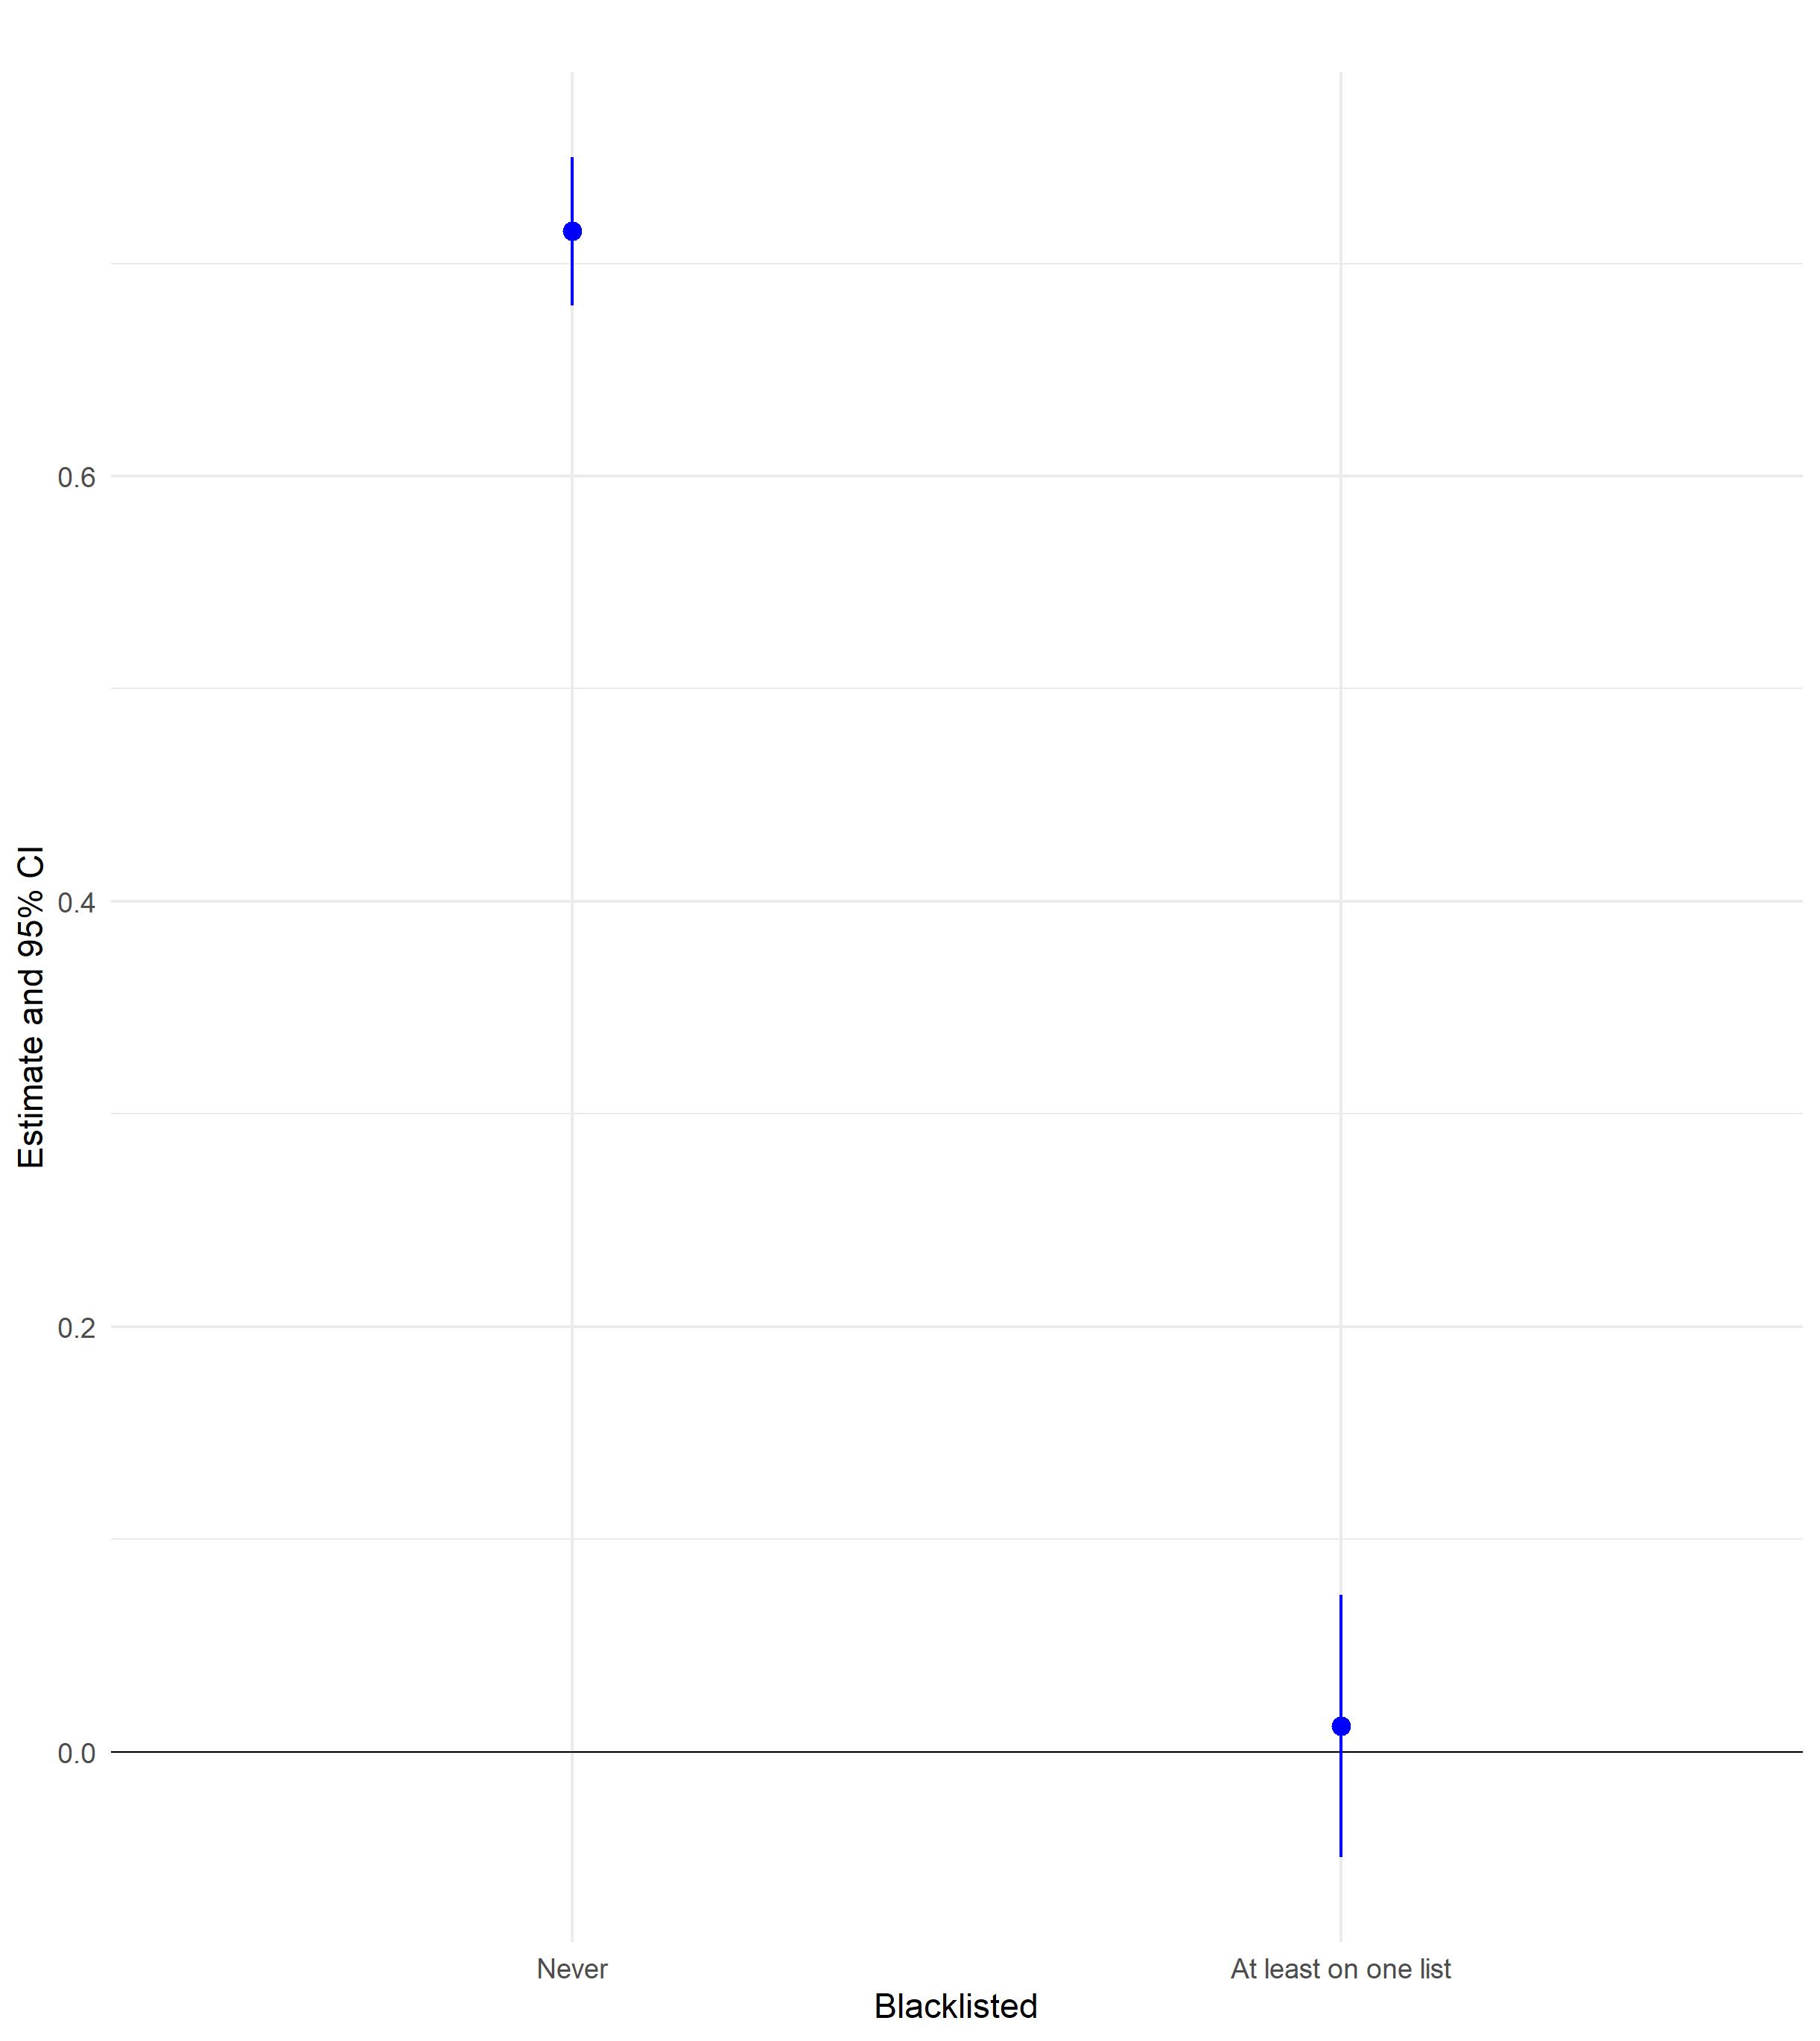 Estimate and 95% CI
0.6
0.4
0.2
0.0
Never
At least on one list
Blacklisted